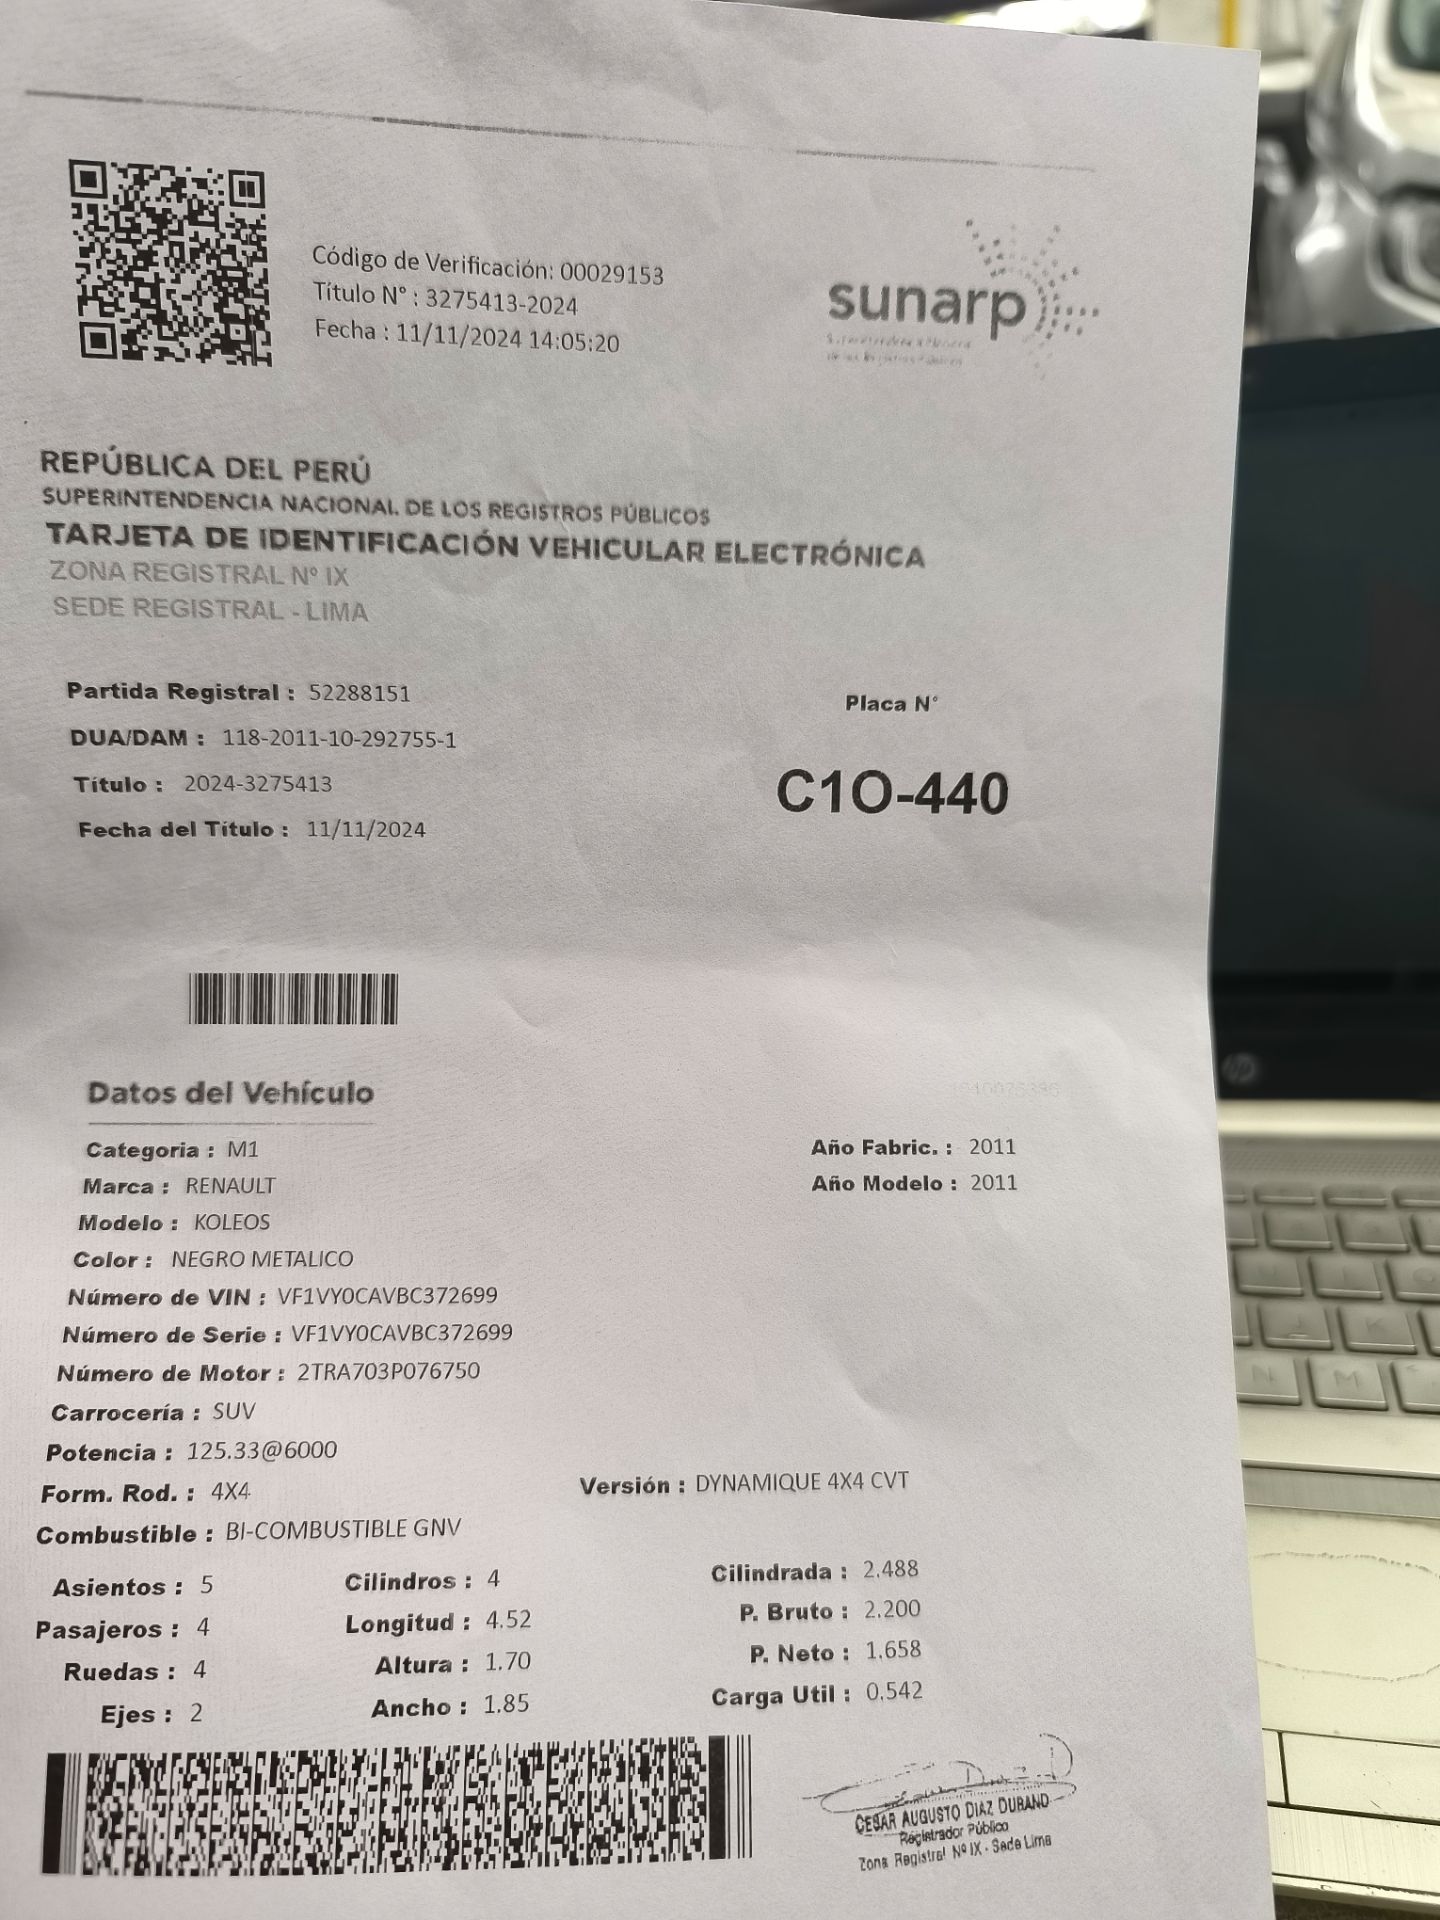 Código de Verificación: 00029153
Título N° : 3275413-2024
Fecha : 11/11/2024 14:05:20
sunarp
REPÚBLICA DEL PERÚ
SUPERINTENDENCIA NACIONAL DE LOS REGISTROS PÚBLICOS
TARJETA DE IDENTIFICACIÓN VEHICULAR ELECTRÓNICA
ZONA REGISTRAL Nº IX
SEDE REGISTRAL - LIMA
Partida Registral : 52288151
DUA/DAM : 118-2011-10-292755-1
Título : 2024-3275413
Fecha del Título : 11/11/2024
Placa N°
C1O-440
Datos del Vehículo
Categoria : M1
Marca : RENAULT
Modelo : KOLEOS
Color : NEGRO METALICO
Número de VIN : VF1VY0CAVBC372699
Número de Serie : VF1VY0CAVBC372699
Número de Motor : 2TRA703P076750
Carrocería : SUV
Potencia : 125.33@6000
Form. Rod. : 4X4
Combustible : BI-COMBUSTIBLE GNV
Año Fabric. : 2011
Año Modelo : 2011
Versión : DYNAMIQUE 4X4 CVT
Asientos : 5 Cilindros : 4 Cilindrada : 2.488
Pasajeros : 4 Longitud : 4.52 P. Bruto : 2.200
Ruedas : 4 Altura : 1.70 P. Neto : 1.658
Ejes : 2 Ancho : 1.85 Carga Util : 0.542
CESAR AUGUSTO DIAZ DURAND
Registrador Público
Zona Registral Nº IX - Sede Lima
hp